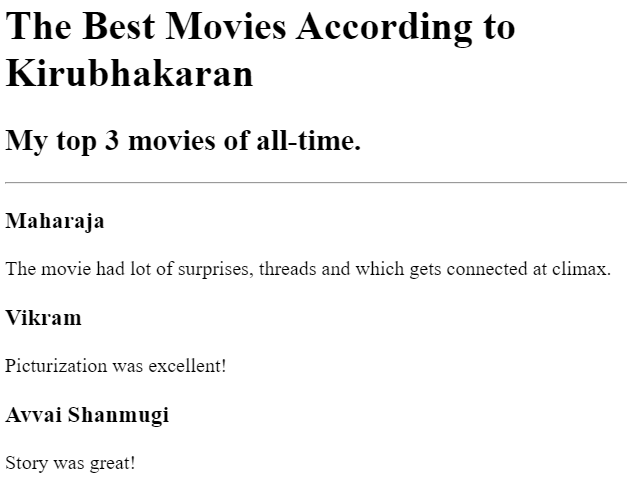 The Best Movies According to
Kirubhakaran
My top 3 movies of all-time.
Maharaja
The movie had lot of surprises, threads and which gets connected at climax.
Vikram
Picturization was excellent!
Avvai Shanmugi
Story was great!